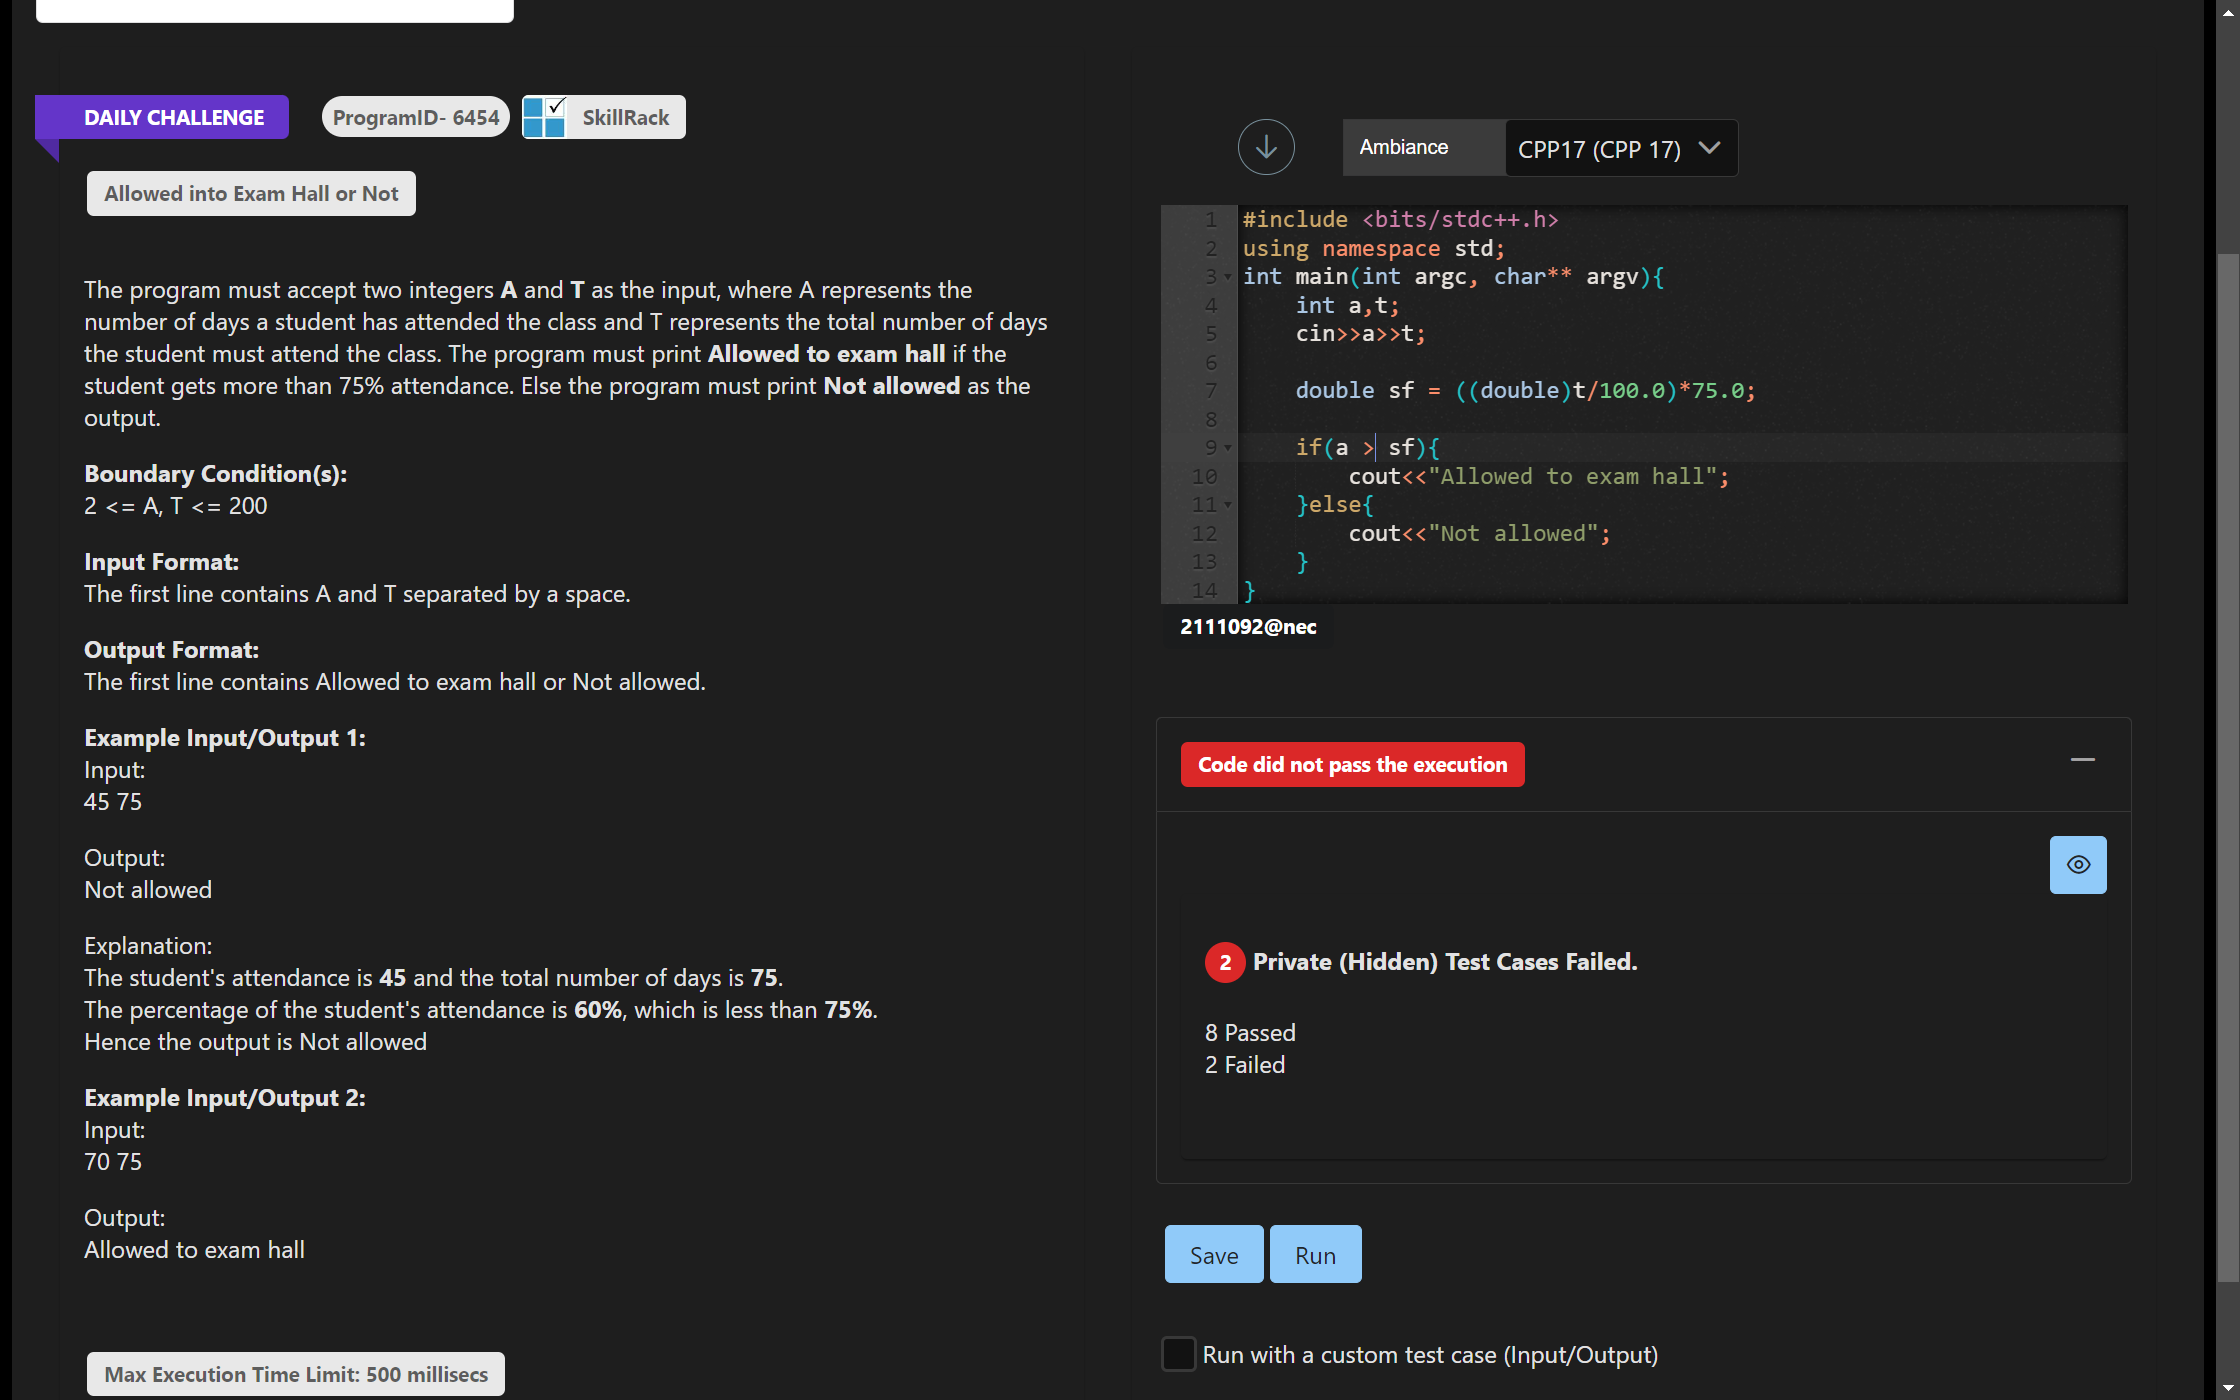 DAILY CHALLENGE
ProgramID- 6454
SkillRack
Allowed into Exam Hall or Not
The program must accept two integers A and T as the input, where A represents the
number of days a student has attended the class and T represents the total number of days
the student must attend the class. The program must print Allowed to exam hall if the
student gets more than 75% attendance. Else the program must print Not allowed as the
output.
Boundary Condition(s):
2 <= A, T <= 200
Input Format:
The first line contains A and T separated by a space.
Output Format:
The first line contains Allowed to exam hall or Not allowed.
Example Input/Output 1:
Input:
45 75
Output:
Not allowed
Explanation:
The student's attendance is 45 and the total number of days is 75.
The percentage of the student's attendance is 60%, which is less than 75%.
Hence the output is Not allowed
Example Input/Output 2:
Input:
70 75
Output:
Allowed to exam hall
Max Execution Time Limit: 500 millisecs
Ambiance
CPP17 (CPP 17)
1 #include <bits/stdc++.h>
2 using namespace std;
3 int main(int argc, char** argv){
4 int a,t;
5 cin>>a>>t;
6
7 double sf = ((double)t/100.0)*75.0;
8
9 if(a > sf){
10 cout<<"Allowed to exam hall";
11 }else{
12 cout<<"Not allowed";
13 }
14 }
2111092@nec
Code did not pass the execution
2 Private (Hidden) Test Cases Failed.
8 Passed
2 Failed
Save
Run
Run with a custom test case (Input/Output)